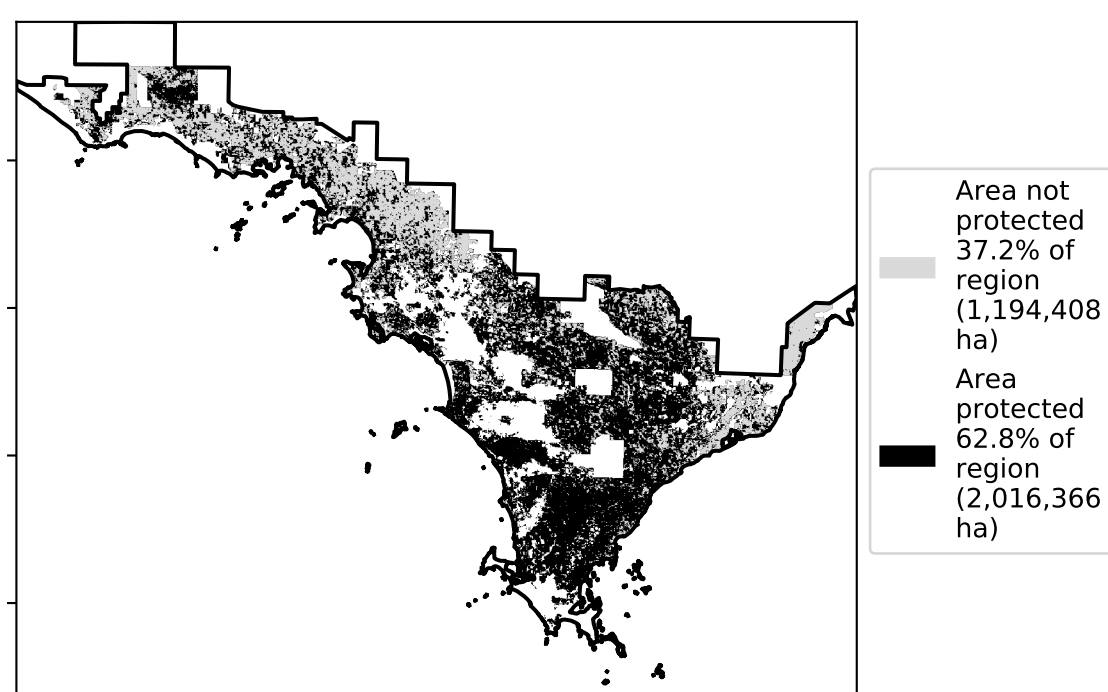 Area not
protected
37.2% of
region
(1,194,408
ha)
Area
protected
62.8% of
region
(2,016,366
ha)